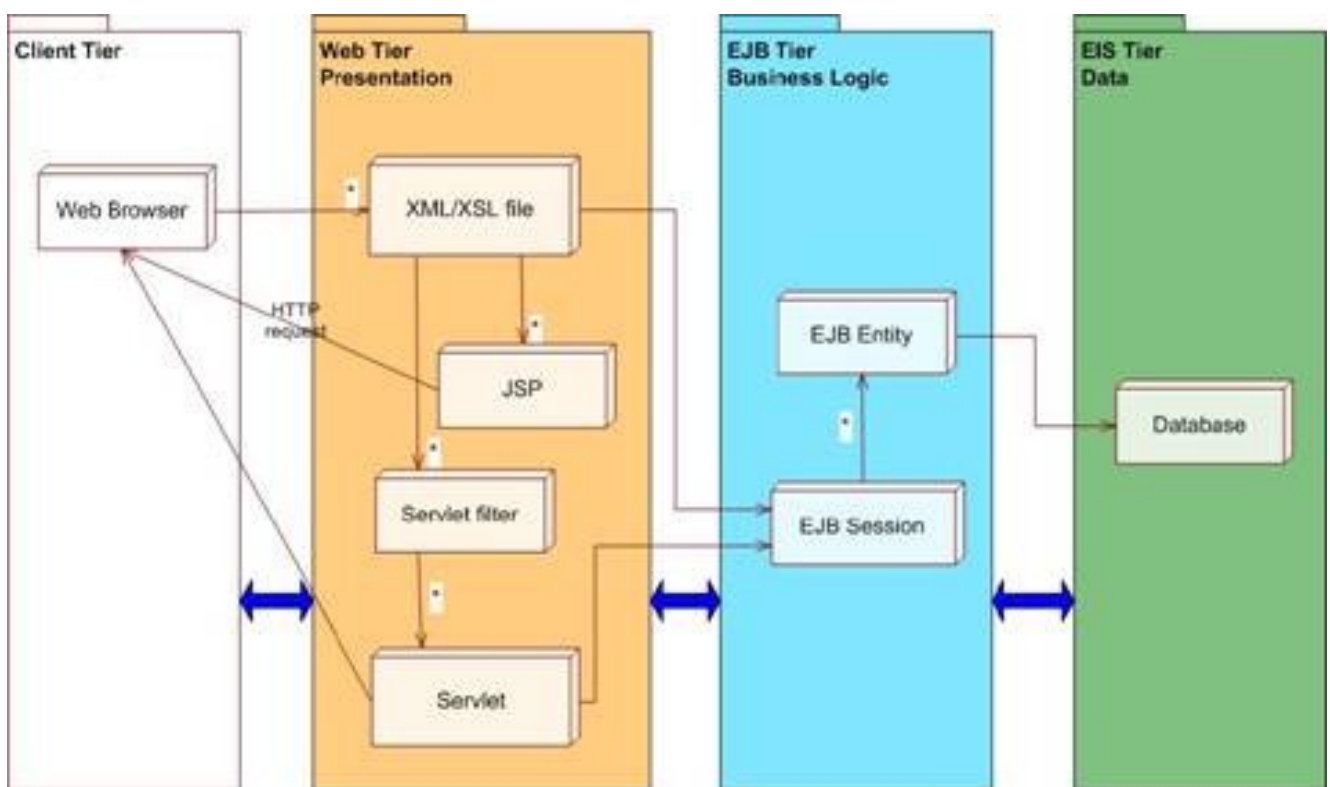 Client Tier
Web Tier
Presentation
EJB Tier
Business Logic
EIS Tier
Data
Web Browser
*
XML/XSL file
HTTP
request
*
JSP
*
Servlet filter
*
Servlet
EJB Entity
*
EJB Session
Database